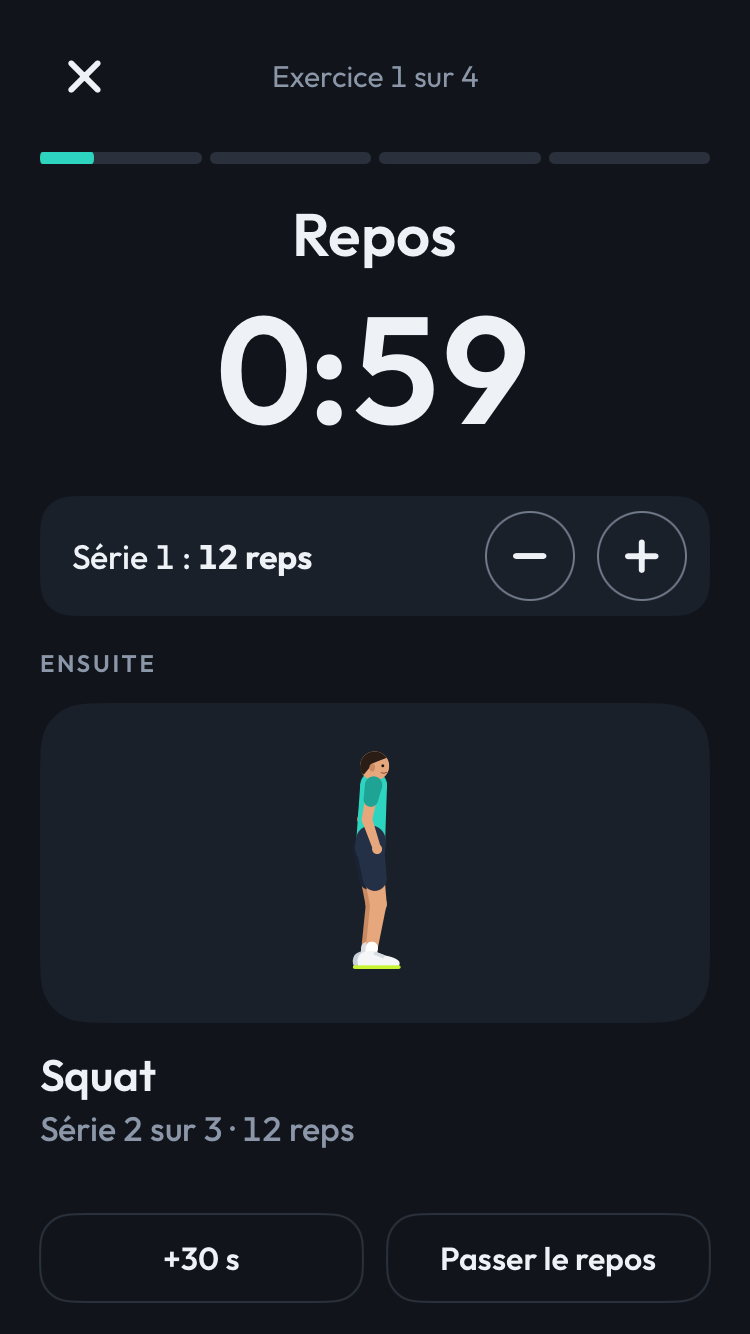 Exercice 1 sur 4
Repos
0:59
Série 1 : 12 reps
ENSUITE
Squat
Série 2 sur 3 · 12 reps
+30 s
Passer le repos